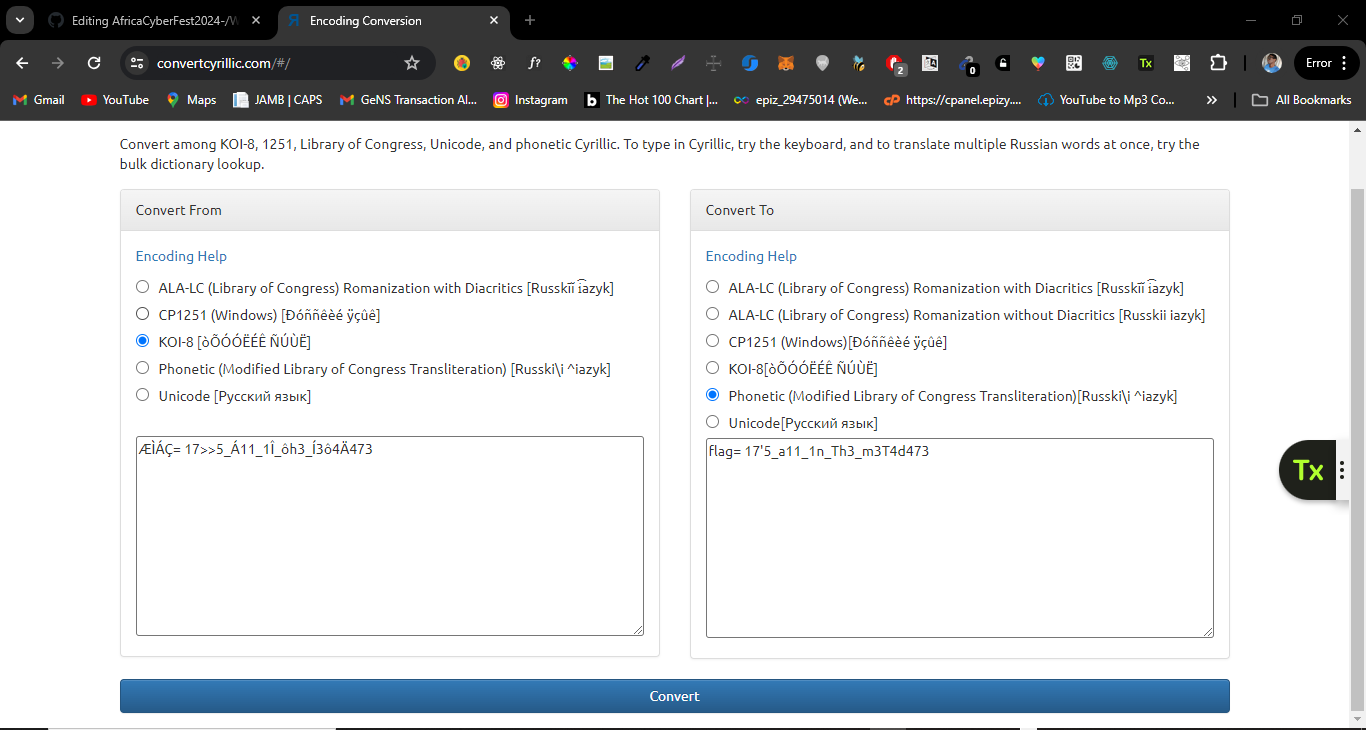 Editing AfricaCyberFest2024-/W
Encoding Conversion
convertcyrillic.com/#/
f?
2
0
Tx
Error
Gmail
YouTube
Maps
JAMB | CAPS
GeNS Transaction Al...
Instagram
b
The Hot 100 Chart |...
epiz_29475014 (We...
cP
https://cpanel.epizy....
YouTube to Mp3 Co...
»
All Bookmarks
Convert among KOI-8, 1251, Library of Congress, Unicode, and phonetic Cyrillic. To type in Cyrillic, try the keyboard, and to translate multiple Russian words at once, try the
bulk dictionary lookup.
Convert From
Encoding Help
ALA-LC (Library of Congress) Romanization with Diacritics [Russkiĭ i͡azyk]
CP1251 (Windows) [Ðóññêèé ÿçûê]
KOI-8 [òÕÓÓËÉÊ ÑÚÙË]
Phonetic (Modified Library of Congress Transliteration) [Russki\i ^iazyk]
Unicode [Русский язык]
ÆÌÁÇ= 17>>5_Á11_1Î_ôh3_Í3ô4Ä473
Convert To
Encoding Help
ALA-LC (Library of Congress) Romanization with Diacritics [Russkiĭ i͡azyk]
ALA-LC (Library of Congress) Romanization without Diacritics [Russkii iazyk]
CP1251 (Windows)[Ðóññêèé ÿçûê]
KOI-8[òÕÓÓËÉÊ ÑÚÙË]
Phonetic (Modified Library of Congress Transliteration)[Russki\i ^iazyk]
Unicode[Русский язык]
flag= 17'5_a11_1n_Th3_m3T4d473
Tx
Convert